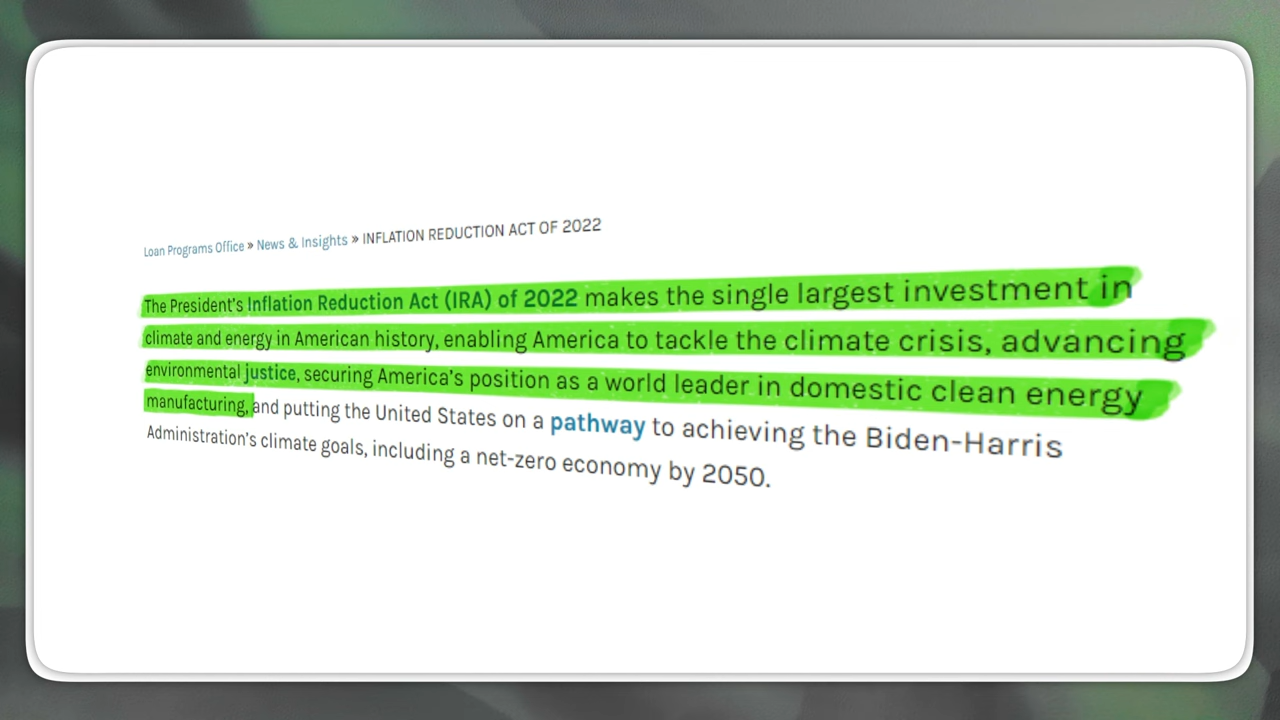 Loan Programs Office » News & Insights » INFLATION REDUCTION ACT OF 2022
The President's Inflation Reduction Act (IRA) of 2022 makes the single largest investment in
climate and energy in American history, enabling America to tackle the climate crisis, advancing
environmental justice, securing America's position as a world leader in domestic clean energy
manufacturing, and putting the United States on a pathway to achieving the Biden-Harris
Administration's climate goals, including a net-zero economy by 2050.